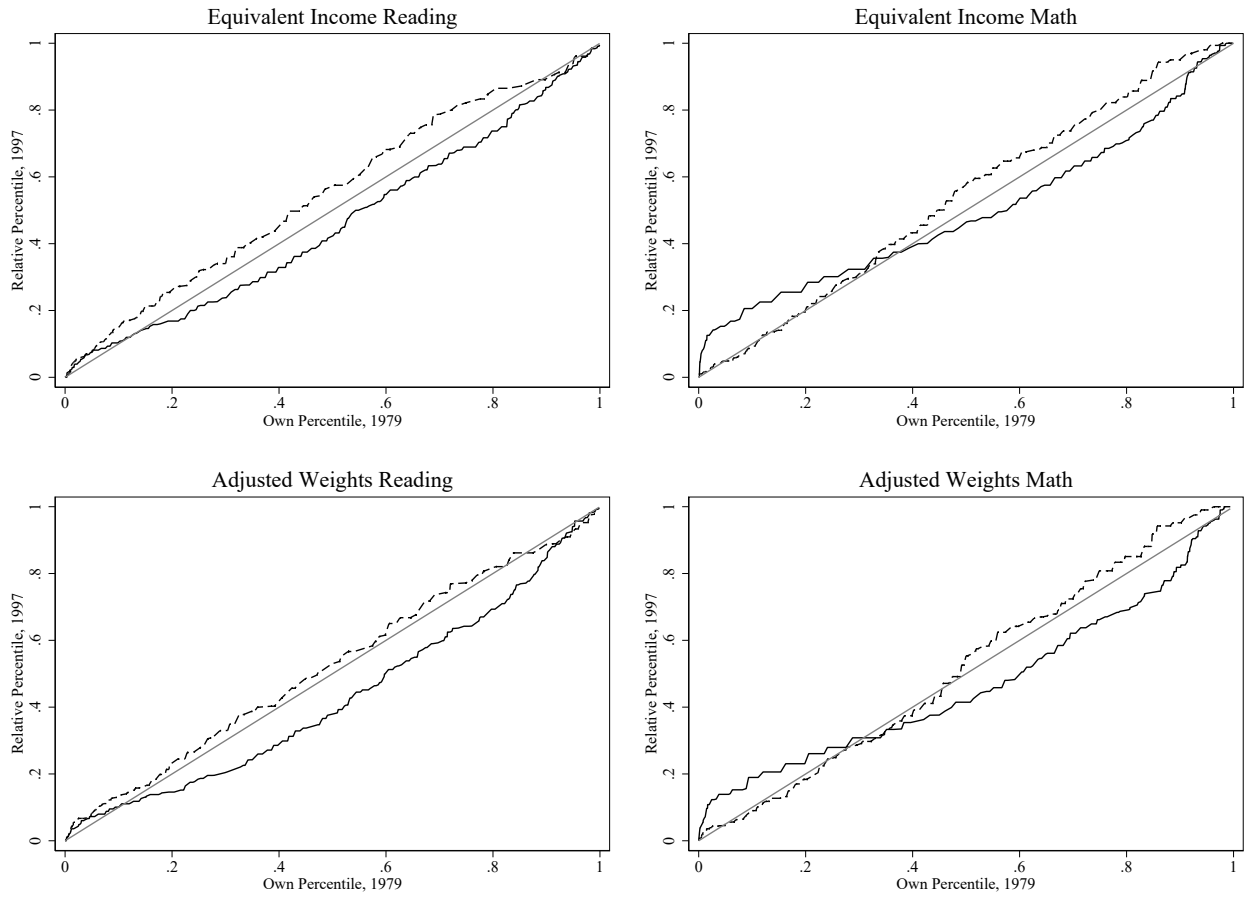 Equivalent Income Reading
Relative Percentile, 1997
1
.8
.6
.4
.2
0
0 .2 .4 .6 .8 1
Own Percentile, 1979
Equivalent Income Math
Relative Percentile, 1997
1
.8
.6
.4
.2
0
0 .2 .4 .6 .8 1
Own Percentile, 1979
Adjusted Weights Reading
Relative Percentile, 1997
1
.8
.6
.4
.2
0
0 .2 .4 .6 .8 1
Own Percentile, 1979
Adjusted Weights Math
Relative Percentile, 1997
1
.8
.6
.4
.2
0
0 .2 .4 .6 .8 1
Own Percentile, 1979